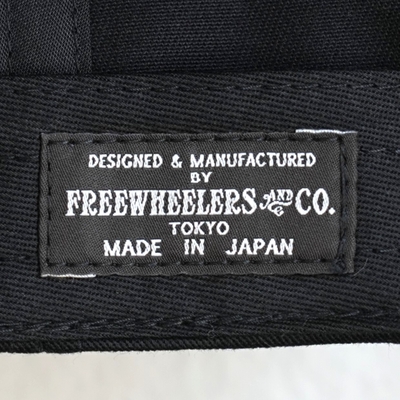 DESIGNED & MANUFACTURED
BY
FREEWHEELERS AND CO.
TOKYO
MADE IN JAPAN